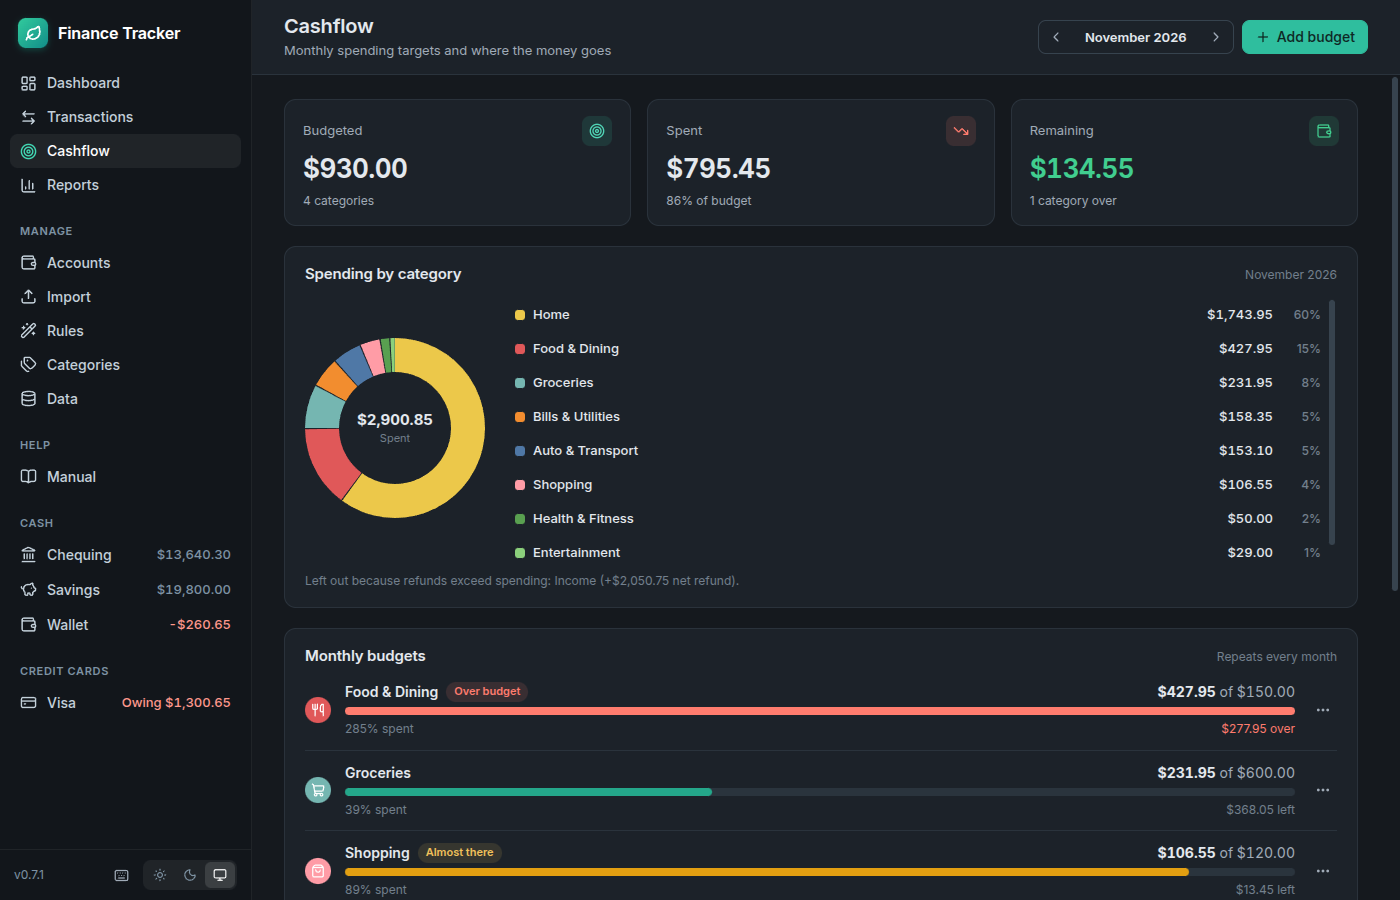 Finance Tracker
Dashboard
Transactions
Cashflow
Reports
MANAGE
Accounts
Import
Rules
Categories
Data
HELP
Manual
CASH
Chequing $13,640.30
Savings $19,800.00
Wallet -$260.65
CREDIT CARDS
Visa Owing $1,300.65
v0.7.1
Cashflow
Monthly spending targets and where the money goes
November 2026
Add budget
Budgeted
$930.00
4 categories
Spent
$795.45
86% of budget
Remaining
$134.55
1 category over
Spending by category November 2026
$2,900.85
Spent
Home $1,743.95 60%
Food & Dining $427.95 15%
Groceries $231.95 8%
Bills & Utilities $158.35 5%
Auto & Transport $153.10 5%
Shopping $106.55 4%
Health & Fitness $50.00 2%
Entertainment $29.00 1%
Left out because refunds exceed spending: Income (+$2,050.75 net refund).
Monthly budgets Repeats every month
Food & Dining Over budget $427.95 of $150.00
285% spent $277.95 over
Groceries $231.95 of $600.00
39% spent $368.05 left
Shopping Almost there $106.55 of $120.00
89% spent $13.45 left